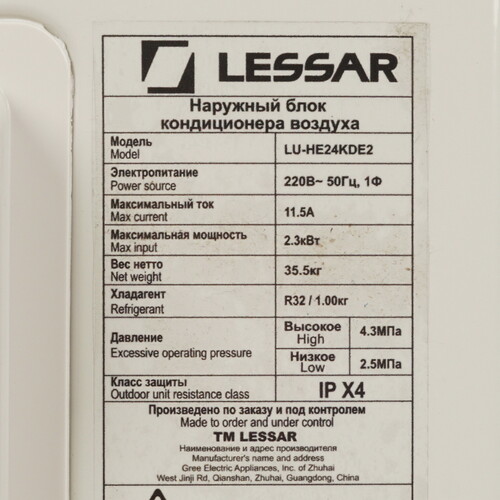 LESSAR
Наружный блок
кондиционера воздуха
Модель
Model
LU-HE24KDE2
Электропитание
Power source
220В~ 50Гц, 1Ф
Максимальный ток
Max current
11.5А
Максимальная мощность
Max input
2.3кВт
Вес нетто
Net weight
35.5кг
Хладагент
Refrigerant
R32 / 1.00кг
Давление
Excessive operating pressure
Высокое
High
4.3МПа
Низкое
Low
2.5МПа
Класс защиты
Outdoor unit resistance class
IP X4
Произведено по заказу и под контролем
Made to order and under control
TM LESSAR
Наименование и адрес производителя
Manufacturer's name and address
Gree Electric Appliances, Inc. of Zhuhai
West Jinji Rd, Qianshan, Zhuhai, Guangdong, China